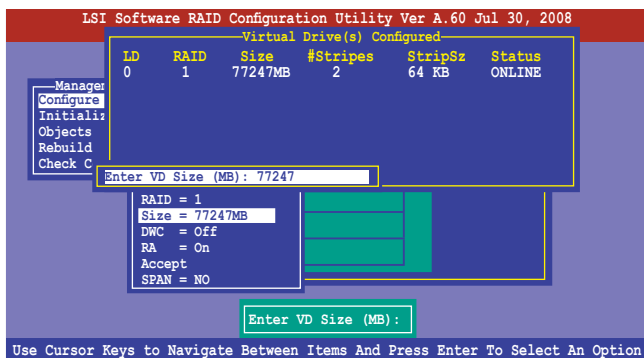 LSI Software RAID Configuration Utility Ver A.60 Jul 30, 2008
Virtual Drive(s) Configured
LD RAID Size #Stripes StripSz Status
0 1 77247MB 2 64 KB ONLINE
Manager
Configure
Initializ
Objects
Rebuild
Check C
Enter VD Size (MB): 77247
RAID = 1
Size = 77247MB
DWC = Off
RA = On
Accept
SPAN = NO
Enter VD Size (MB):
Use Cursor Keys to Navigate Between Items And Press Enter To Select An Option